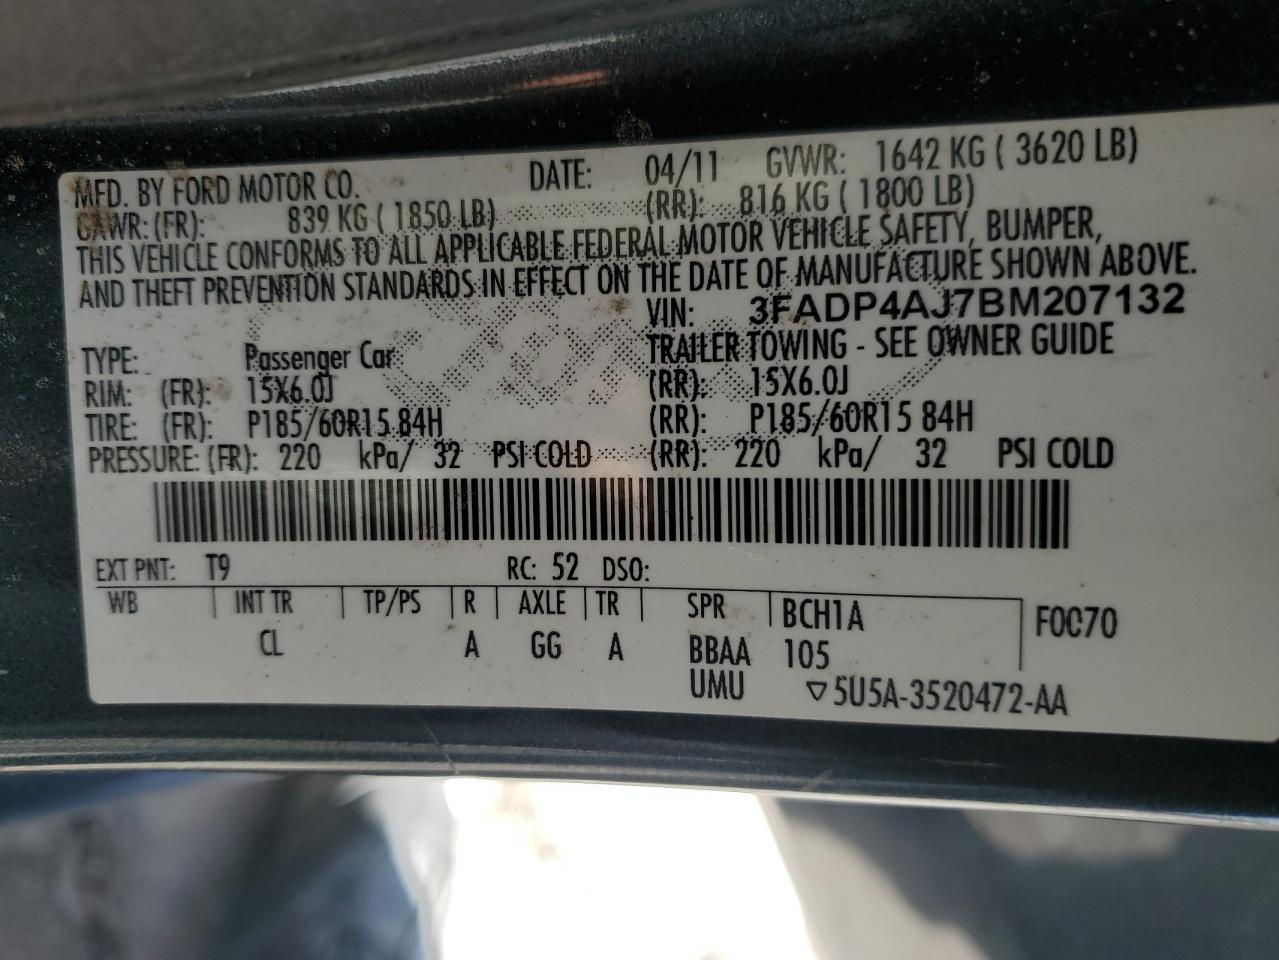 MFD. BY FORD MOTOR CO. DATE: 04/11 GVWR: 1642 KG ( 3620 LB)
GAWR: (FR): 839 KG ( 1850 LB) (RR): 816 KG ( 1800 LB)
THIS VEHICLE CONFORMS TO ALL APPLICABLE FEDERAL MOTOR VEHICLE SAFETY, BUMPER,
AND THEFT PREVENTION STANDARDS IN EFFECT ON THE DATE OF MANUFACTURE SHOWN ABOVE.
VIN: 3FADP4AJ7BM207132
TYPE: Passenger Car TRAILER TOWING - SEE OWNER GUIDE
RIM: (FR): 15X6.0J (RR): 15X6.0J
TIRE: (FR): P185/60R15 84H (RR): P185/60R15 84H
PRESSURE: (FR): 220 kPa/ 32 PSI COLD (RR): 220 kPa/ 32 PSI COLD
EXT PNT: T9 RC: 52 DSO:
WB INT TR TP/PS R AXLE TR SPR BCH1A F0C70
CL A GG A BBAA 105
UMU ▽5U5A-3520472-AA